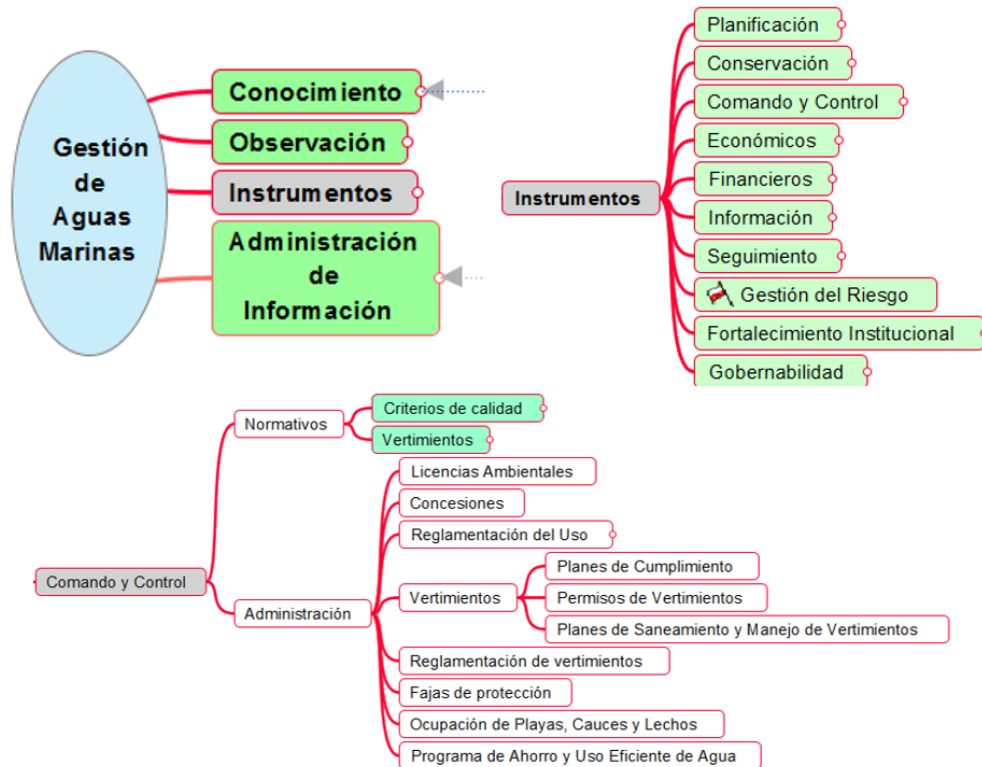 Gestión
de
Aguas
Marinas
Conocimiento
Observación
Instrumentos
Administración
de
Información
Instrumentos
Planificación
Conservación
Comando y Control
Económicos
Financieros
Información
Seguimiento
Gestión del Riesgo
Fortalecimiento Institucional
Gobernabilidad
Comando y Control
Normativos
Criterios de calidad
Vertimientos
Administración
Licencias Ambientales
Concesiones
Reglamentación del Uso
Vertimientos
Planes de Cumplimiento
Permisos de Vertimientos
Planes de Saneamiento y Manejo de Vertimientos
Reglamentación de vertimientos
Fajas de protección
Ocupación de Playas, Cauces y Lechos
Programa de Ahorro y Uso Eficiente de Agua